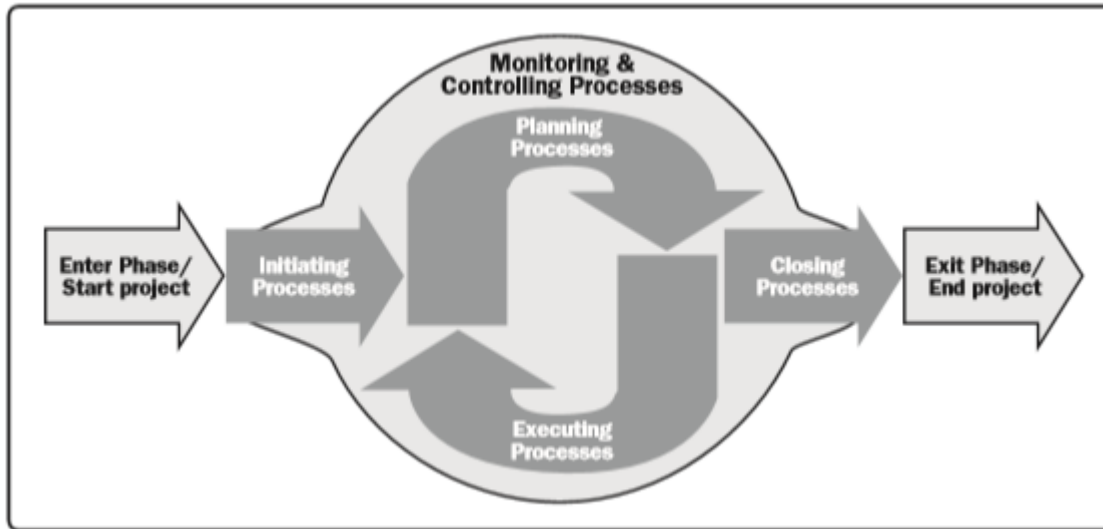 Monitoring &
Controlling Processes
Planning
Processes
Enter Phase/
Start project
Initiating
Processes
Closing
Processes
Exit Phase/
End project
Executing
Processes